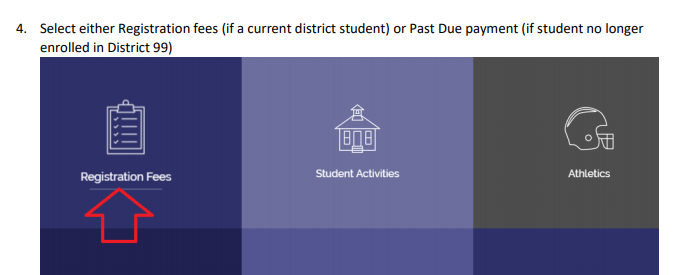 4. Select either Registration fees (if a current district student) or Past Due payment (if student no longer
enrolled in District 99)
Registration Fees
Student Activities
Athletics